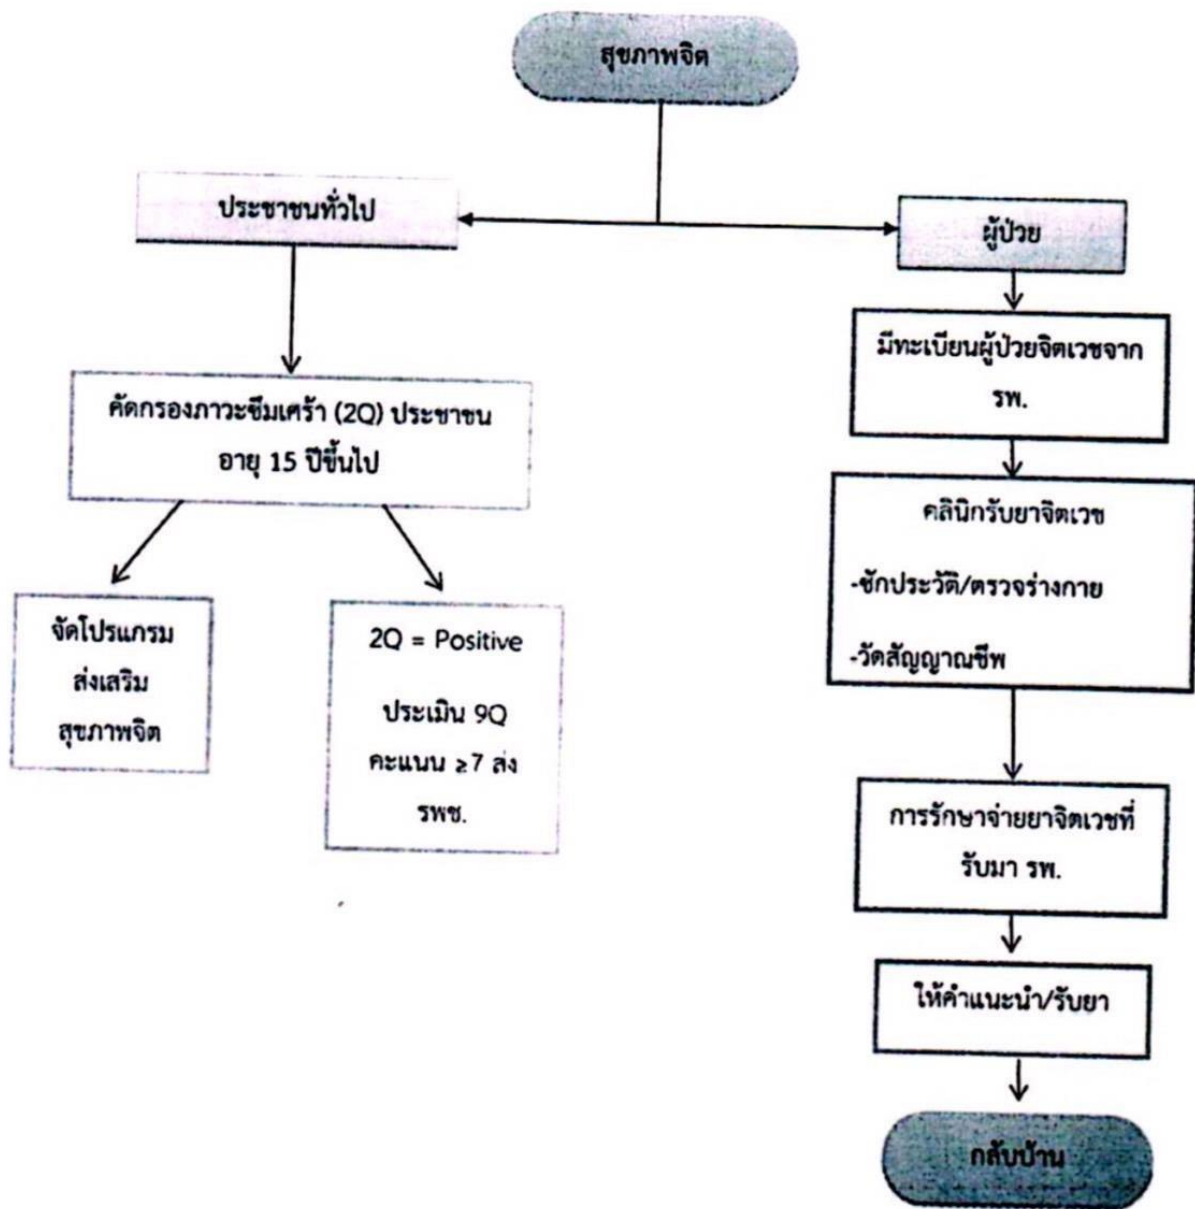 สุขภาพจิต
ประชาชนทั่วไป
คัดกรองภาวะซึมเศร้า (2Q) ประชาชน
อายุ 15 ปีขึ้นไป
จัดโปรแกรม
ส่งเสริม
สุขภาพจิต
2Q = Positive
ประเมิน 9Q
คะแนน ≥7 ส่ง
รพช.
ผู้ป่วย
มีทะเบียนผู้ป่วยจิตเวชจาก
รพ.
คลินิกรับยาจิตเวช
-ซักประวัติ/ตรวจร่างกาย
-วัดสัญญาณชีพ
การรักษาจ่ายยาจิตเวชที่
รับมา รพ.
ให้คำแนะนำ/รับยา
กลับบ้าน